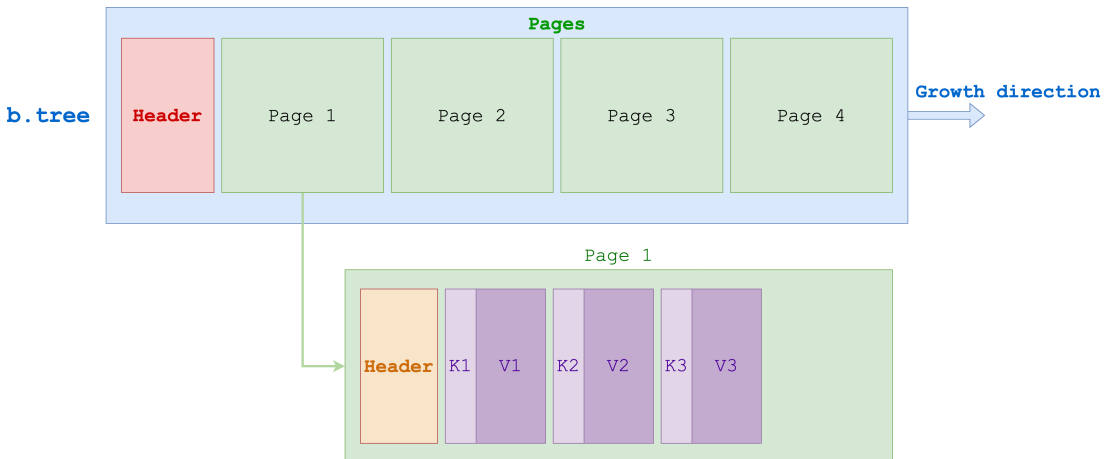 Pages
b.tree
Header
Page 1
Page 2
Page 3
Page 4
Growth direction
Page 1
Header
K1
V1
K2
V2
K3
V3